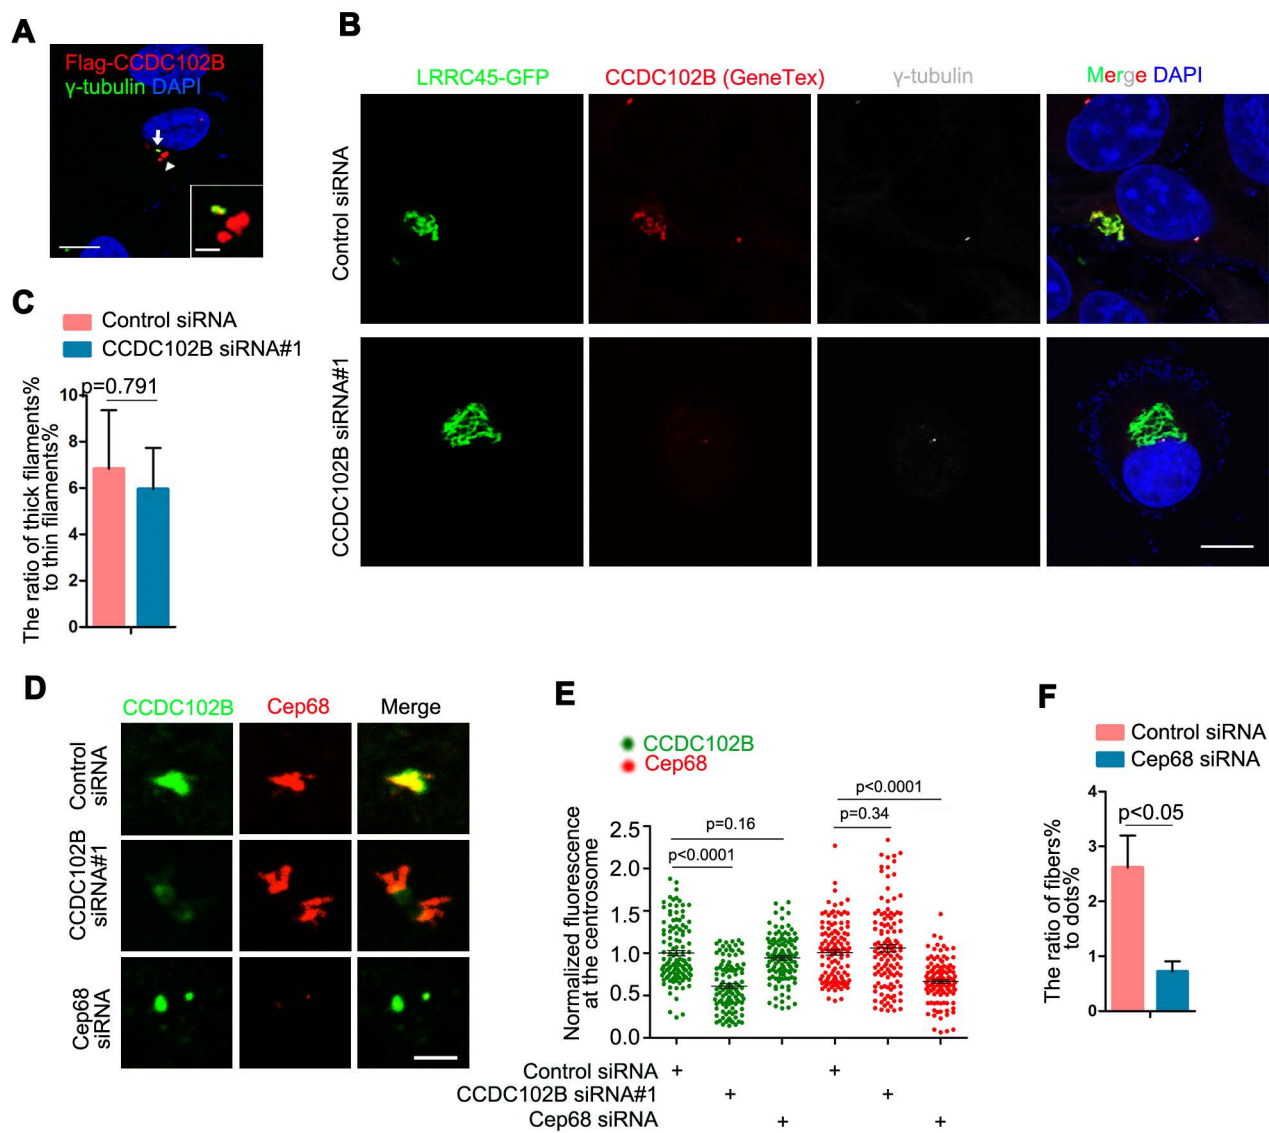 A
Flag-CCDC102B
γ-tubulin DAPI
B
LRRC45-GFP
CCDC102B (GeneTex)
γ-tubulin
Merge DAPI
Control siRNA
CCDC102B siRNA#1
C
Control siRNA
CCDC102B siRNA#1
p=0.791
10
8
6
4
2
0
The ratio of thick filaments%
to thin filaments%
D
CCDC102B
Cep68
Merge
Control
siRNA
CCDC102B
siRNA#1
Cep68
siRNA
E
CCDC102B
Cep68
p<0.0001
p=0.16
p=0.34
p<0.0001
2.5
2.0
1.5
1.0
0.5
0.0
Normalized fluorescence
at the centrosome
Control siRNA + +
CCDC102B siRNA#1 + +
Cep68 siRNA + +
F
Control siRNA
Cep68 siRNA
p<0.05
4
3
2
1
0
The ratio of fibers%
to dots%